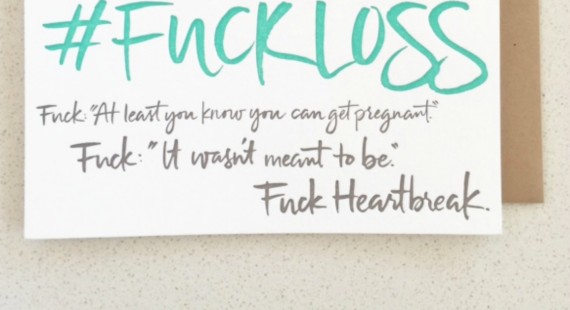 #FUCKLOSS
Fuck: "At least you know you can get pregnant."
Fuck: "It wasn't meant to be."
Fuck Heartbreak.